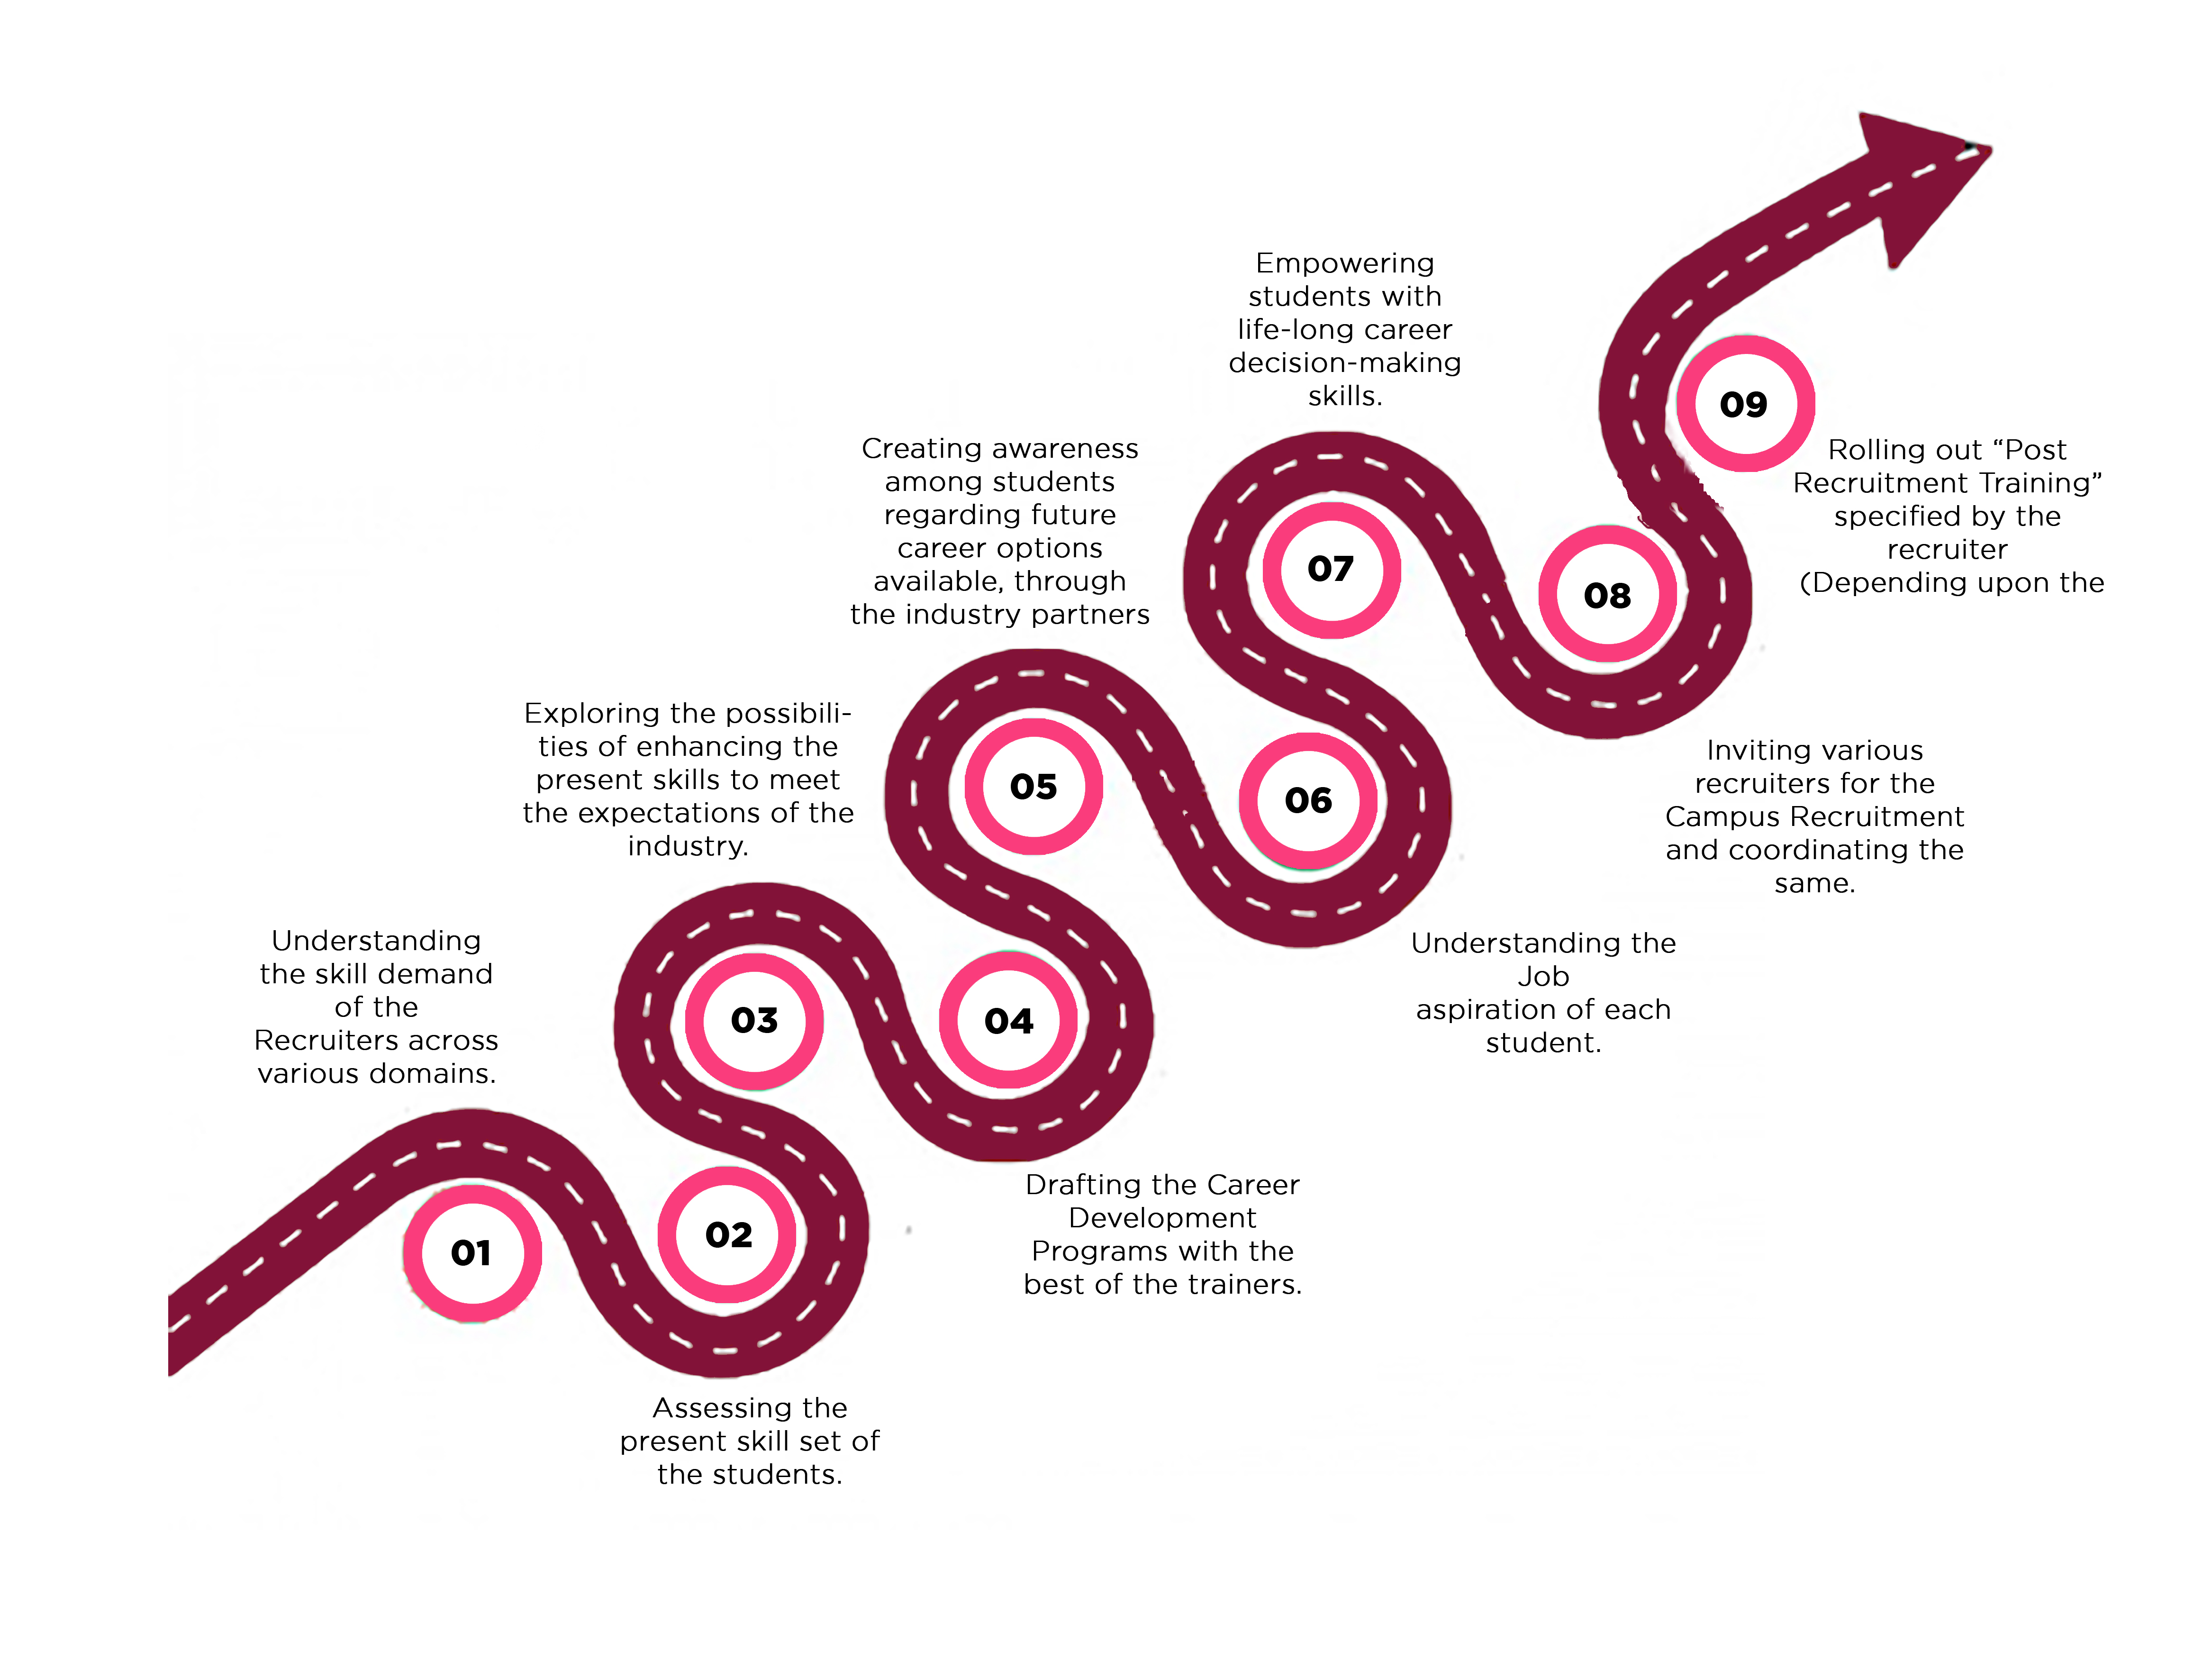 01
Understanding
the skill demand
of the
Recruiters across
various domains.
02
Assessing the
present skill set of
the students.
03
Exploring the possibili-
ties of enhancing the
present skills to meet
the expectations of the
industry.
04
Drafting the Career
Development
Programs with the
best of the trainers.
05
Creating awareness
among students
regarding future
career options
available, through
the industry partners
06
Understanding the
Job
aspiration of each
student.
07
Empowering
students with
life-long career
decision-making
skills.
08
Inviting various
recruiters for the
Campus Recruitment
and coordinating the
same.
09
Rolling out “Post
Recruitment Training”
specified by the
recruiter
(Depending upon the